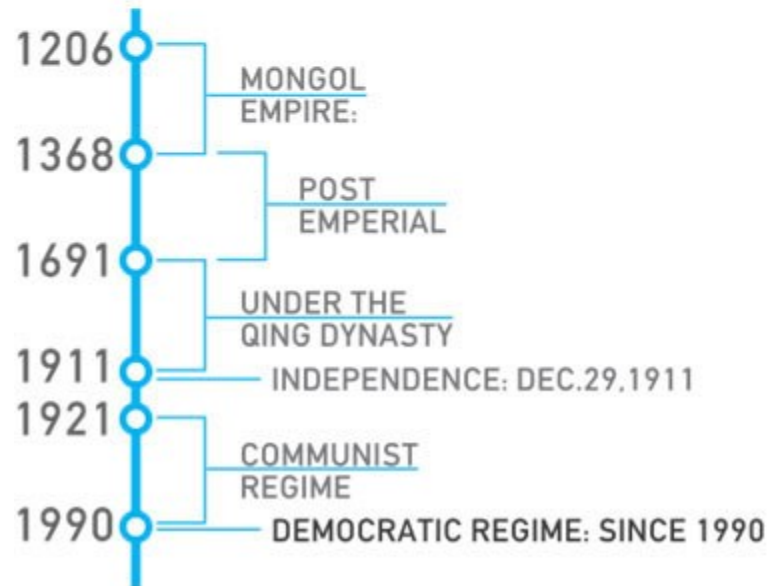 1206
MONGOL
EMPIRE:
1368
POST
EMPERIAL
1691
UNDER THE
QING DYNASTY
1911
INDEPENDENCE: DEC.29,1911
1921
COMMUNIST
REGIME
1990
DEMOCRATIC REGIME: SINCE 1990